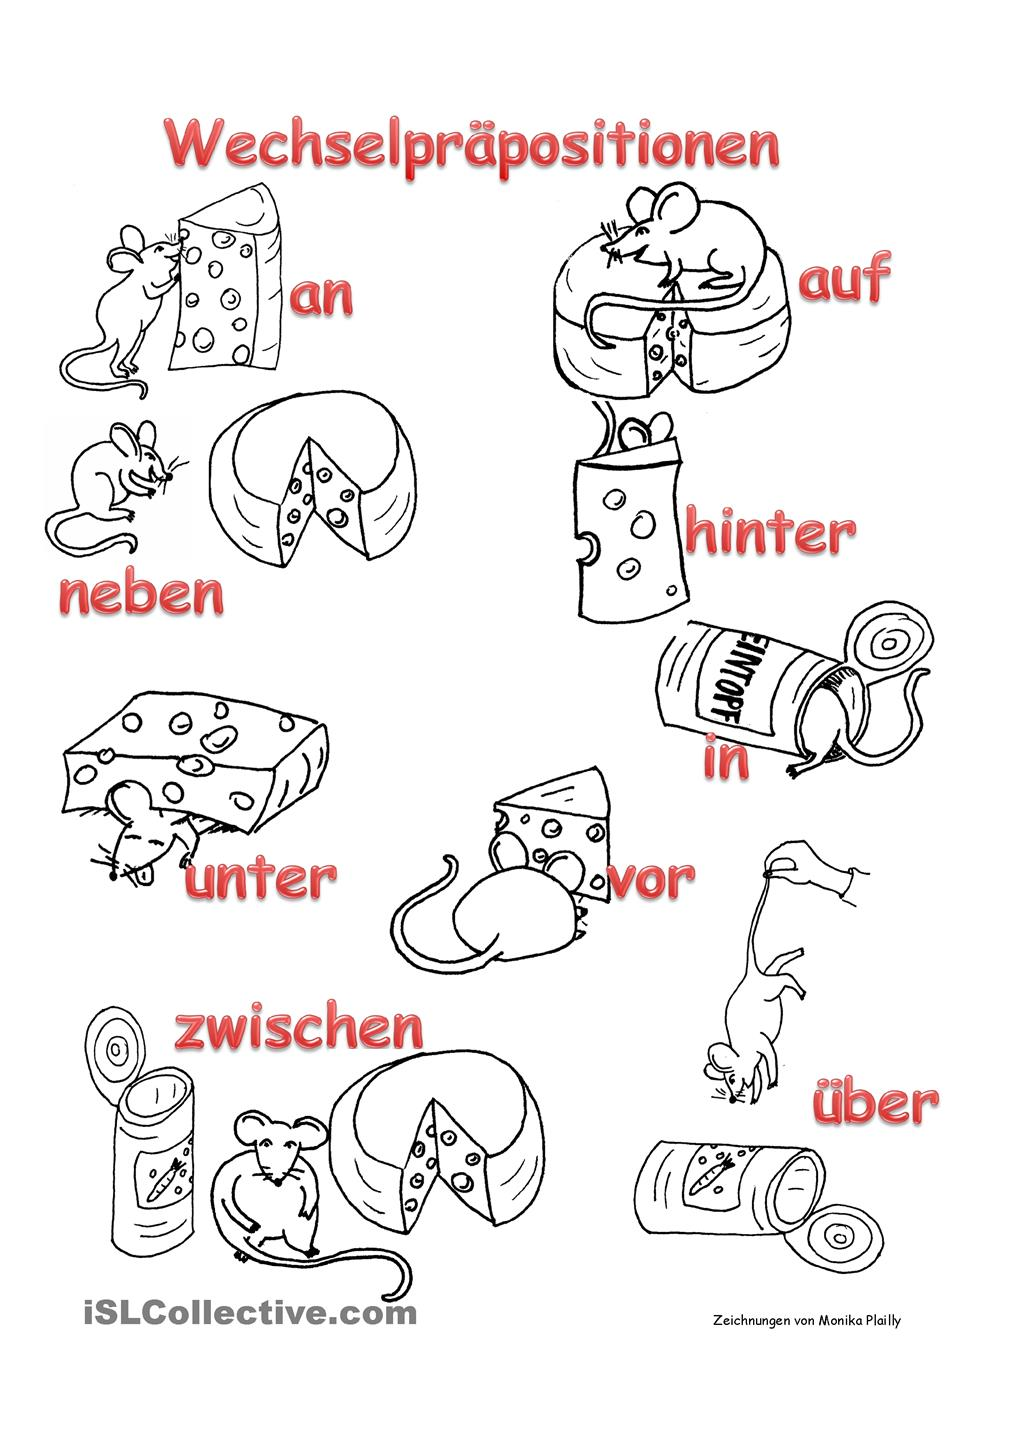 Wechselpräpositionen
an
auf
neben
hinter
EINTOPF
in
unter
vor
zwischen
über
iSLCollective.com
Zeichnungen von Monika Plailly